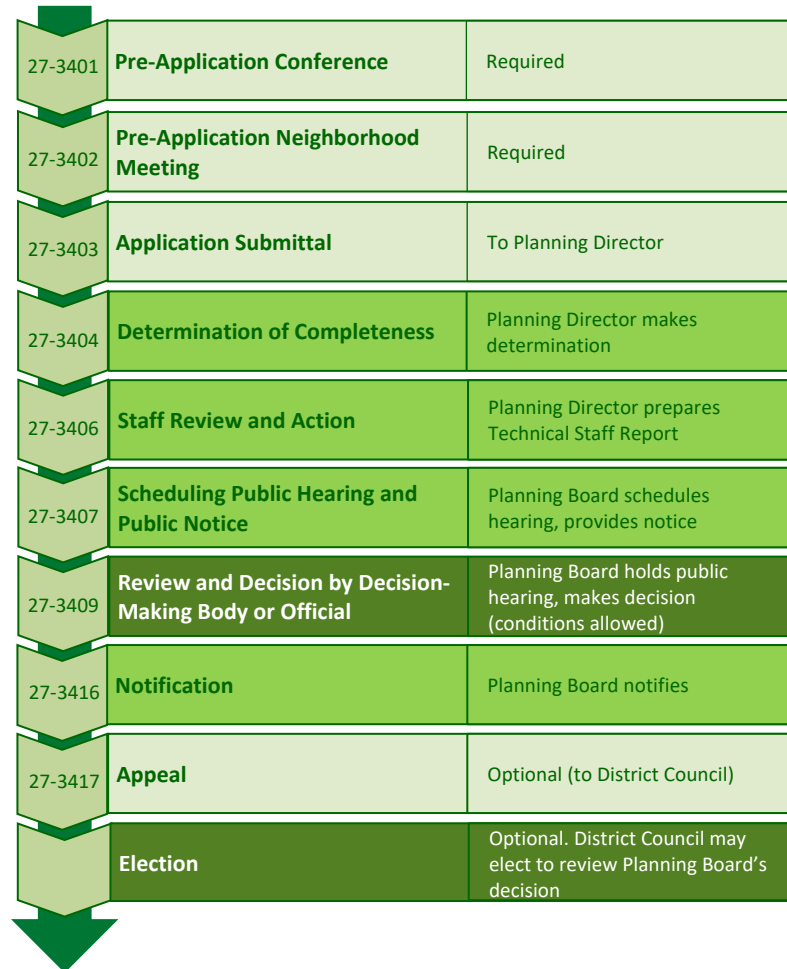 27-3401
Pre-Application Conference
Required
27-3402
Pre-Application Neighborhood
Meeting
Required
27-3403
Application Submittal
To Planning Director
27-3404
Determination of Completeness
Planning Director makes
determination
27-3406
Staff Review and Action
Planning Director prepares
Technical Staff Report
27-3407
Scheduling Public Hearing and
Public Notice
Planning Board schedules
hearing, provides notice
27-3409
Review and Decision by Decision-
Making Body or Official
Planning Board holds public
hearing, makes decision
(conditions allowed)
27-3416
Notification
Planning Board notifies
27-3417
Appeal
Optional (to District Council)
Election
Optional. District Council may
elect to review Planning Board’s
decision